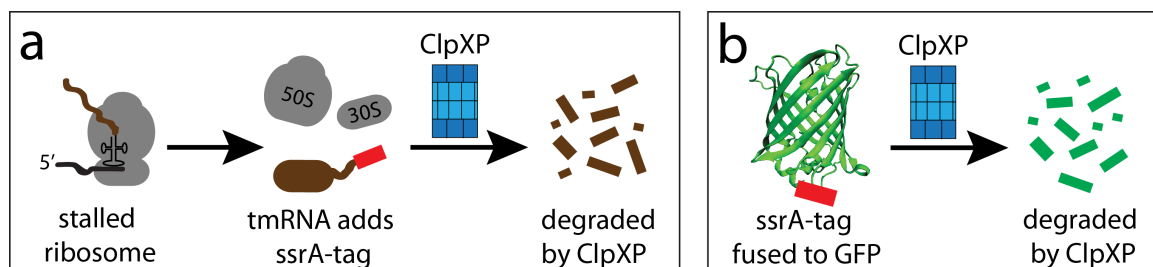 a
ClpXP
50S
30S
5'
stalled
ribosome
tmRNA adds
ssrA-tag
degraded
by ClpXP
b
ClpXP
ssrA-tag
fused to GFP
degraded
by ClpXP